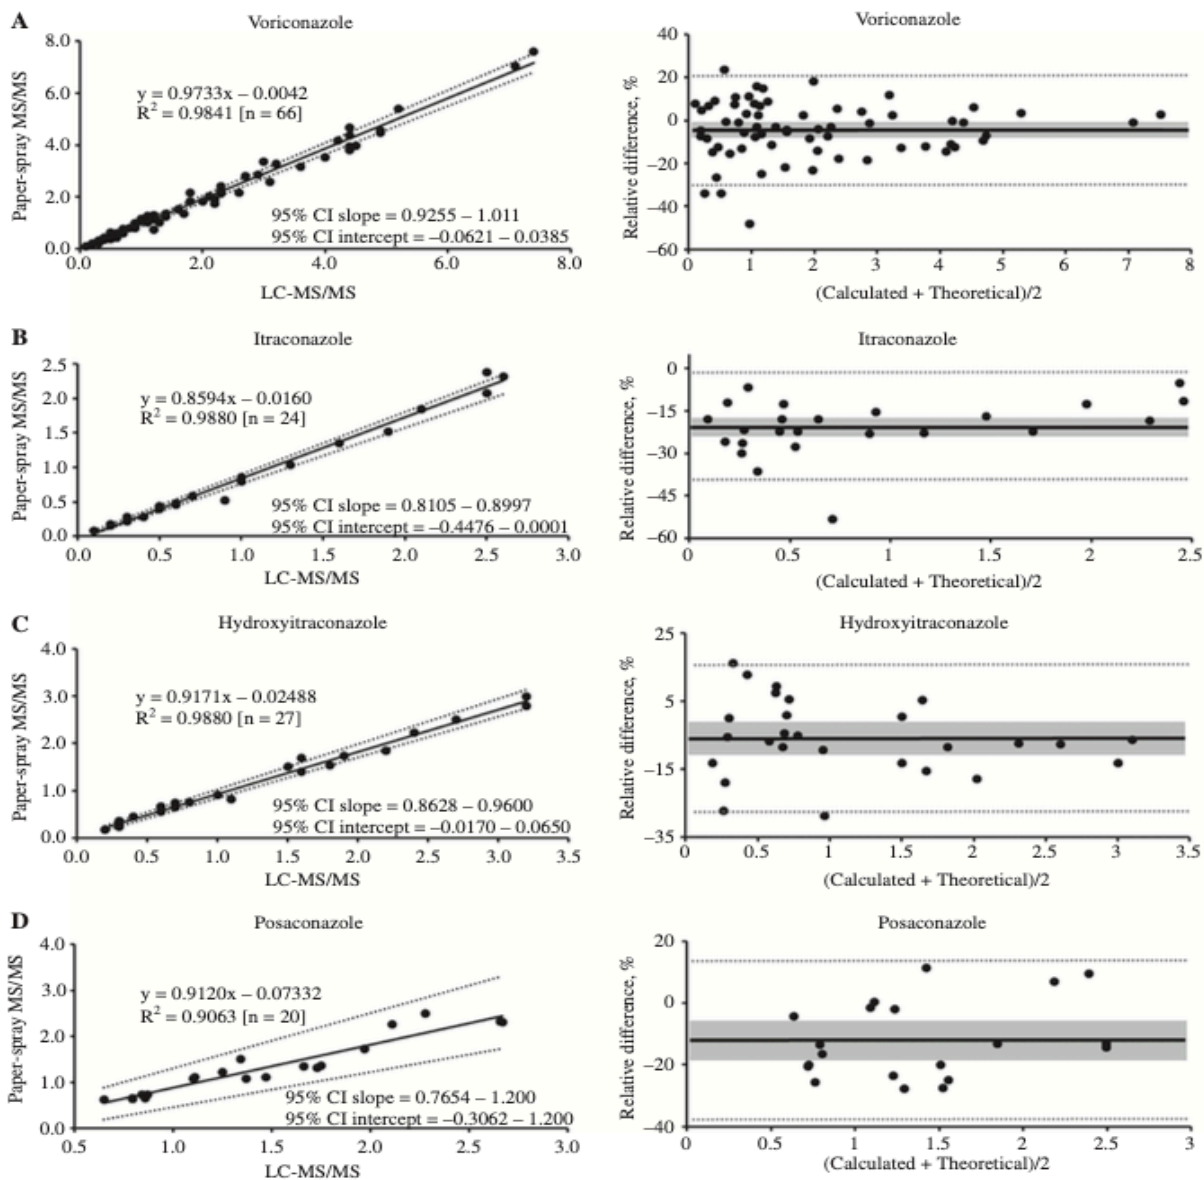 A
Voriconazole
Paper-spray MS/MS
8.0
6.0
4.0
2.0
0.0
y = 0.9733x – 0.0042
R² = 0.9841 [n = 66]
95% CI slope = 0.9255 – 1.011
95% CI intercept = –0.0621 – 0.0385
0.0 2.0 4.0 6.0 8.0
LC-MS/MS
Voriconazole
Relative difference, %
40
20
0
–20
–40
–60
0 1 2 3 4 5 6 7 8
(Calculated + Theoretical)/2
B
Itraconazole
Paper-spray MS/MS
2.5
2.0
1.5
1.0
0.5
0.0
y = 0.8594x – 0.0160
R² = 0.9880 [n = 24]
95% CI slope = 0.8105 – 0.8997
95% CI intercept = –0.4476 – 0.0001
0.0 0.5 1.0 1.5 2.0 2.5 3.0
LC-MS/MS
Itraconazole
Relative difference, %
0
–15
–30
–45
–60
0 0.5 1 1.5 2 2.5
(Calculated + Theoretical)/2
C
Hydroxyitraconazole
Paper-spray MS/MS
4.0
3.0
2.0
1.0
0.0
y = 0.9171x – 0.02488
R² = 0.9880 [n = 27]
95% CI slope = 0.8628 – 0.9600
95% CI intercept = –0.0170 – 0.0650
0.0 0.5 1.0 1.5 2.0 2.5 3.0 3.5
LC-MS/MS
Hydroxyitraconazole
Relative difference, %
25
5
–15
–35
0 0.5 1 1.5 2 2.5 3 3.5
(Calculated + Theoretical)/2
D
Posaconazole
Paper-spray MS/MS
4.0
3.0
2.0
1.0
0.0
y = 0.9120x – 0.07332
R² = 0.9063 [n = 20]
95% CI slope = 0.7654 – 1.200
95% CI intercept = –0.3062 – 1.200
0.5 1.0 1.5 2.0 2.5 3.0
LC-MS/MS
Posaconazole
Relative difference, %
20
0
–20
–40
0 0.5 1 1.5 2 2.5 3
(Calculated + Theoretical)/2